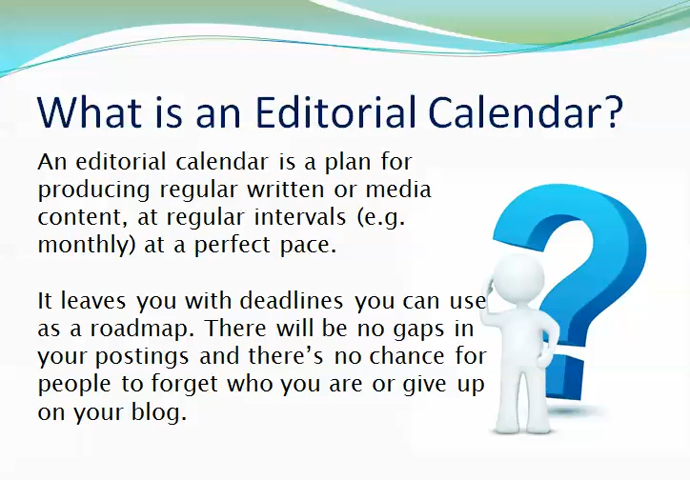 What is an Editorial Calendar?
An editorial calendar is a plan for
producing regular written or media
content, at regular intervals (e.g.
monthly) at a perfect pace.
It leaves you with deadlines you can use
as a roadmap. There will be no gaps in
your postings and there's no chance for
people to forget who you are or give up
on your blog.